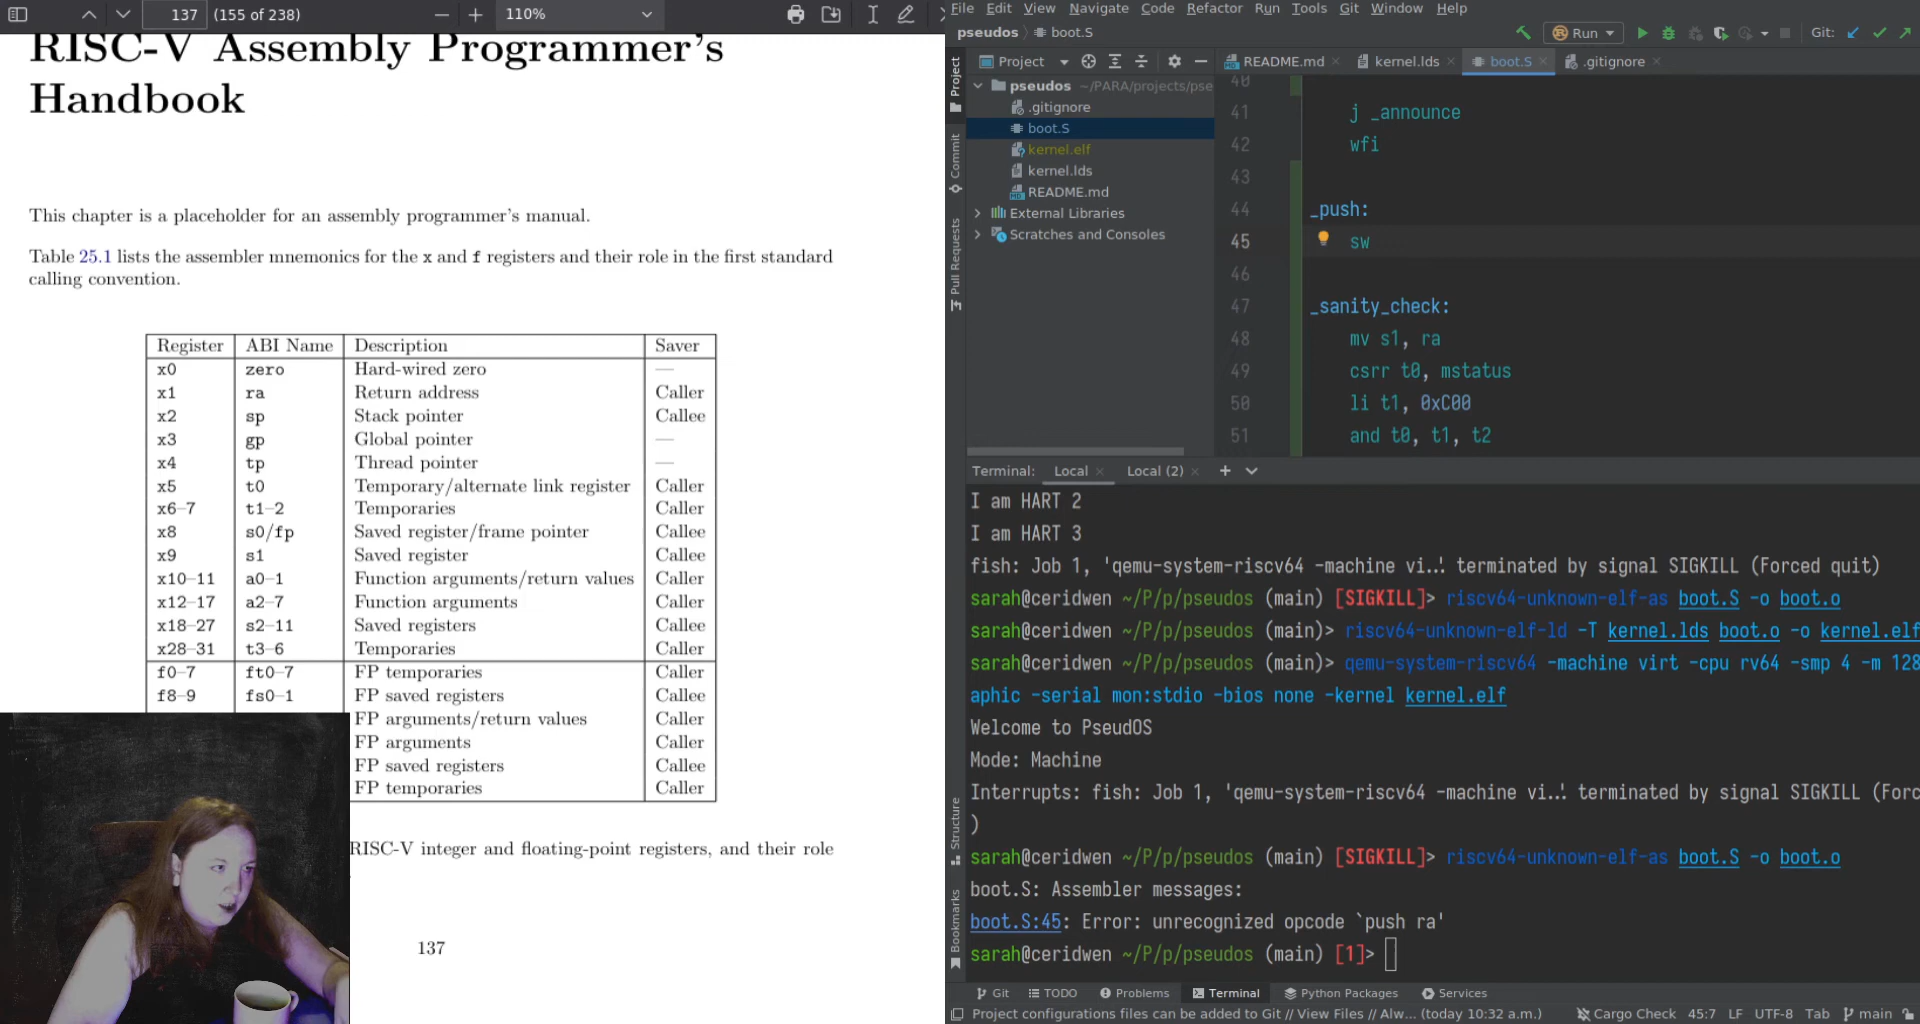 137 (155 of 238)
110%
RISC-V Assembly Programmer's
Handbook
This chapter is a placeholder for an assembly programmer's manual.
Table 25.1 lists the assembler mnemonics for the x and f registers and their role in the first standard
calling convention.
Register ABI Name Description Saver
x0 zero Hard-wired zero —
x1 ra Return address Caller
x2 sp Stack pointer Callee
x3 gp Global pointer —
x4 tp Thread pointer —
x5 t0 Temporary/alternate link register Caller
x6–7 t1–2 Temporaries Caller
x8 s0/fp Saved register/frame pointer Callee
x9 s1 Saved register Callee
x10–11 a0–1 Function arguments/return values Caller
x12–17 a2–7 Function arguments Caller
x18–27 s2–11 Saved registers Callee
x28–31 t3–6 Temporaries Caller
f0–7 ft0–7 FP temporaries Caller
f8–9 fs0–1 FP saved registers Callee
FP arguments/return values Caller
FP arguments Caller
FP saved registers Callee
FP temporaries Caller
RISC-V integer and floating-point registers, and their role
137
File Edit View Navigate Code Refactor Run Tools Git Window Help
pseudos boot.S Run Git:
Project
README.md kernel.lds boot.S .gitignore
pseudos ~/PARA/projects/pse
.gitignore
boot.S
kernel.elf
kernel.lds
README.md
External Libraries
Scratches and Consoles
Project
Commit
Pull Requests
40
41 j _announce
42 wfi
43
44 _push:
45 sw
46
47 _sanity_check:
48 mv s1, ra
49 csrr t0, mstatus
50 li t1, 0xC00
51 and t0, t1, t2
Terminal: Local Local (2)
I am HART 2
I am HART 3
fish: Job 1, 'qemu-system-riscv64 -machine vi…' terminated by signal SIGKILL (Forced quit)
sarah@ceridwen ~/P/p/pseudos (main) [SIGKILL]> riscv64-unknown-elf-as boot.S -o boot.o
sarah@ceridwen ~/P/p/pseudos (main)> riscv64-unknown-elf-ld -T kernel.lds boot.o -o kernel.elf
sarah@ceridwen ~/P/p/pseudos (main)> qemu-system-riscv64 -machine virt -cpu rv64 -smp 4 -m 128
aphic -serial mon:stdio -bios none -kernel kernel.elf
Welcome to PseudOS
Mode: Machine
Interrupts: fish: Job 1, 'qemu-system-riscv64 -machine vi…' terminated by signal SIGKILL (Forc
)
sarah@ceridwen ~/P/p/pseudos (main) [SIGKILL]> riscv64-unknown-elf-as boot.S -o boot.o
boot.S: Assembler messages:
boot.S:45: Error: unrecognized opcode `push ra'
sarah@ceridwen ~/P/p/pseudos (main) [1]>
Structure
Bookmarks
Git TODO Problems Terminal Python Packages Services
Project configurations files can be added to Git // View Files // Alw... (today 10:32 a.m.) Cargo Check 45:7 LF UTF-8 Tab main